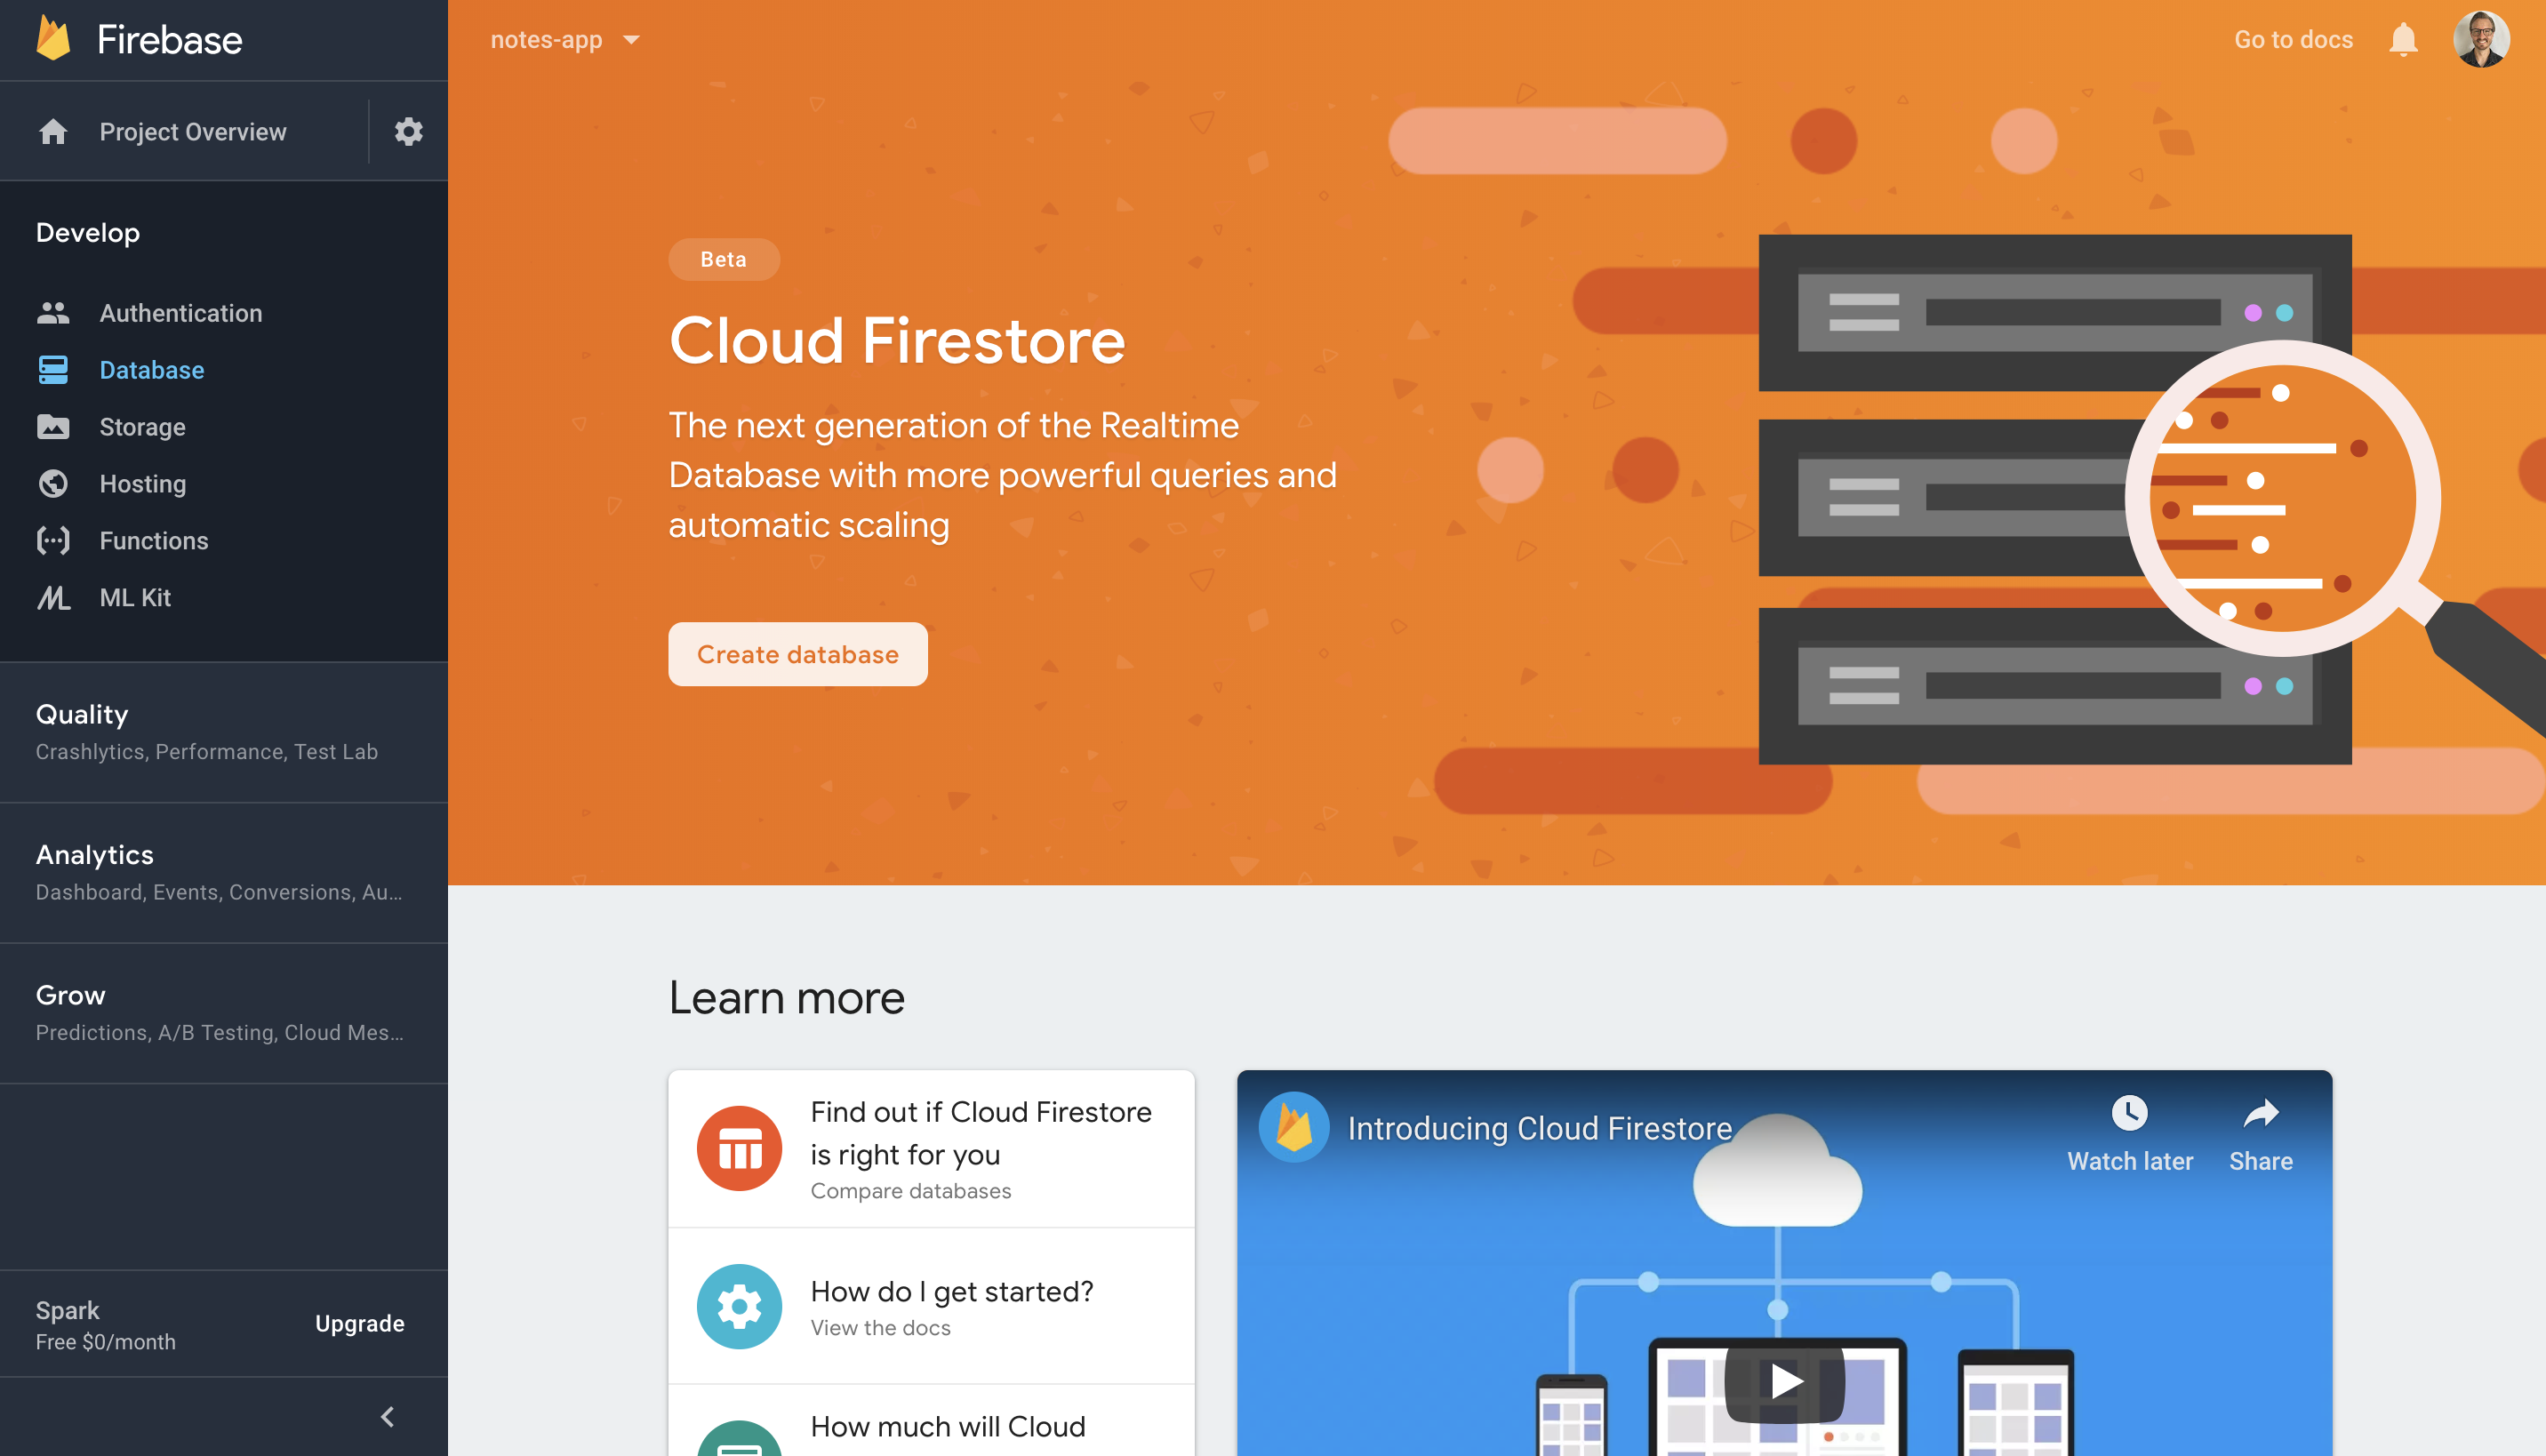 Firebase
Project Overview
Develop
Authentication
Database
Storage
Hosting
Functions
ML Kit
Quality
Crashlytics, Performance, Test Lab
Analytics
Dashboard, Events, Conversions, Au...
Grow
Predictions, A/B Testing, Cloud Mes...
Spark
Free $0/month
Upgrade
notes-app
Go to docs
Beta
Cloud Firestore
The next generation of the Realtime
Database with more powerful queries and
automatic scaling
Create database
Learn more
Find out if Cloud Firestore
is right for you
Compare databases
How do I get started?
View the docs
How much will Cloud
Introducing Cloud Firestore
Watch later
Share